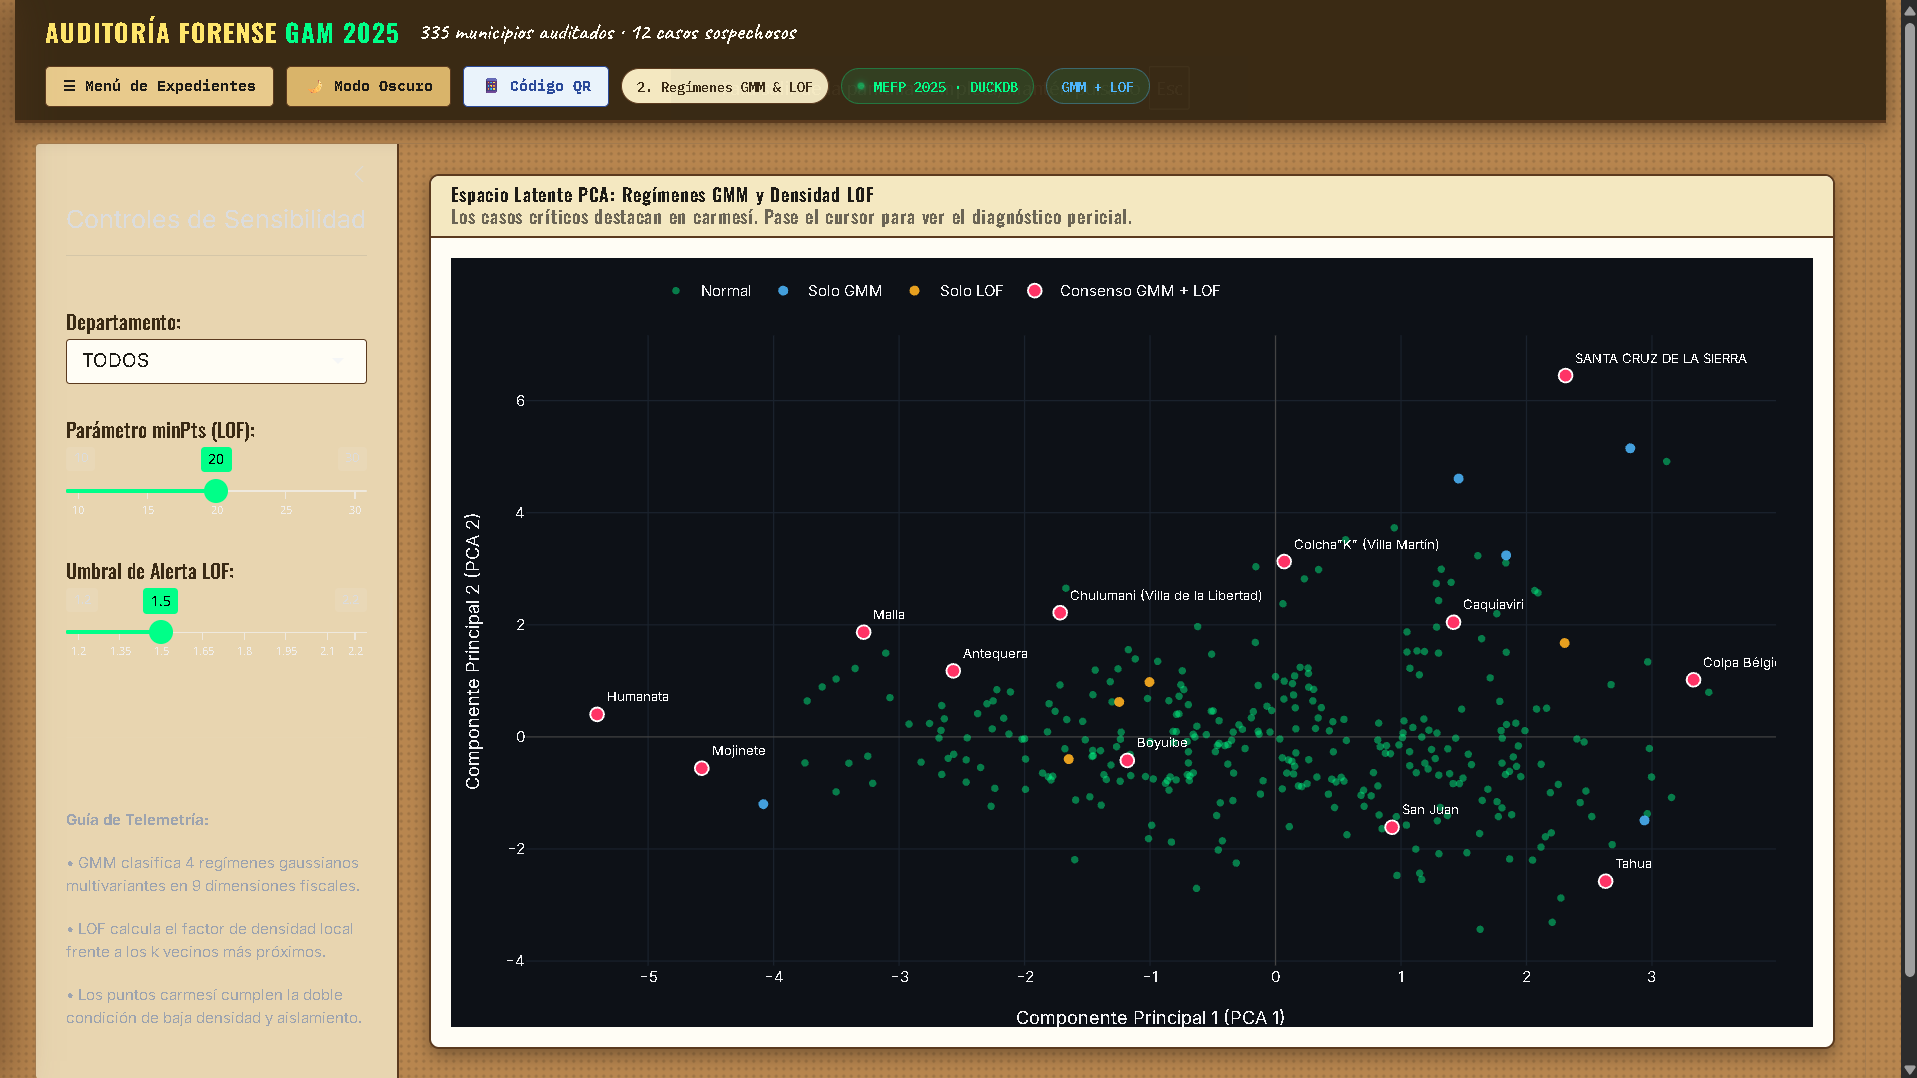 AUDITORÍA FORENSE GAM 2025
335 municipios auditados · 12 casos sospechosos
☰ Menú de Expedientes
Modo Oscuro
Código QR
2. Regímenes GMM & LOF
MEFP 2025 · DUCKDB
GMM + LOF
Esc
Controles de Sensibilidad
Departamento:
TODOS
Parámetro minPts (LOF):
20
10 15 20 25 30
Umbral de Alerta LOF:
1.5
1.2 1.35 1.5 1.65 1.8 1.95 2.1 2.2
Guía de Telemetría:
• GMM clasifica 4 regímenes gaussianos
multivariantes en 9 dimensiones fiscales.
• LOF calcula el factor de densidad local
frente a los k vecinos más próximos.
• Los puntos carmesí cumplen la doble
condición de baja densidad y aislamiento.
Espacio Latente PCA: Regímenes GMM y Densidad LOF
Los casos críticos destacan en carmesí. Pase el cursor para ver el diagnóstico pericial.
Normal
Solo GMM
Solo LOF
Consenso GMM + LOF
SANTA CRUZ DE LA SIERRA
Colcha"K" (Villa Martín)
Chulumani (Villa de la Libertad)
Caquiaviri
Malla
Antequera
Colpa Bélgi
Humanata
Mojinete
Boyuibe
San Juan
Tahua
6
4
2
0
−2
−4
−5 −4 −3 −2 −1 0 1 2 3
Componente Principal 2 (PCA 2)
Componente Principal 1 (PCA 1)